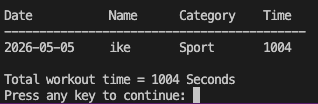 Date Name Category Time
--------------------------------------------
2026-05-05 ike Sport 1004
Total workout time = 1004 Seconds
Press any key to continue: